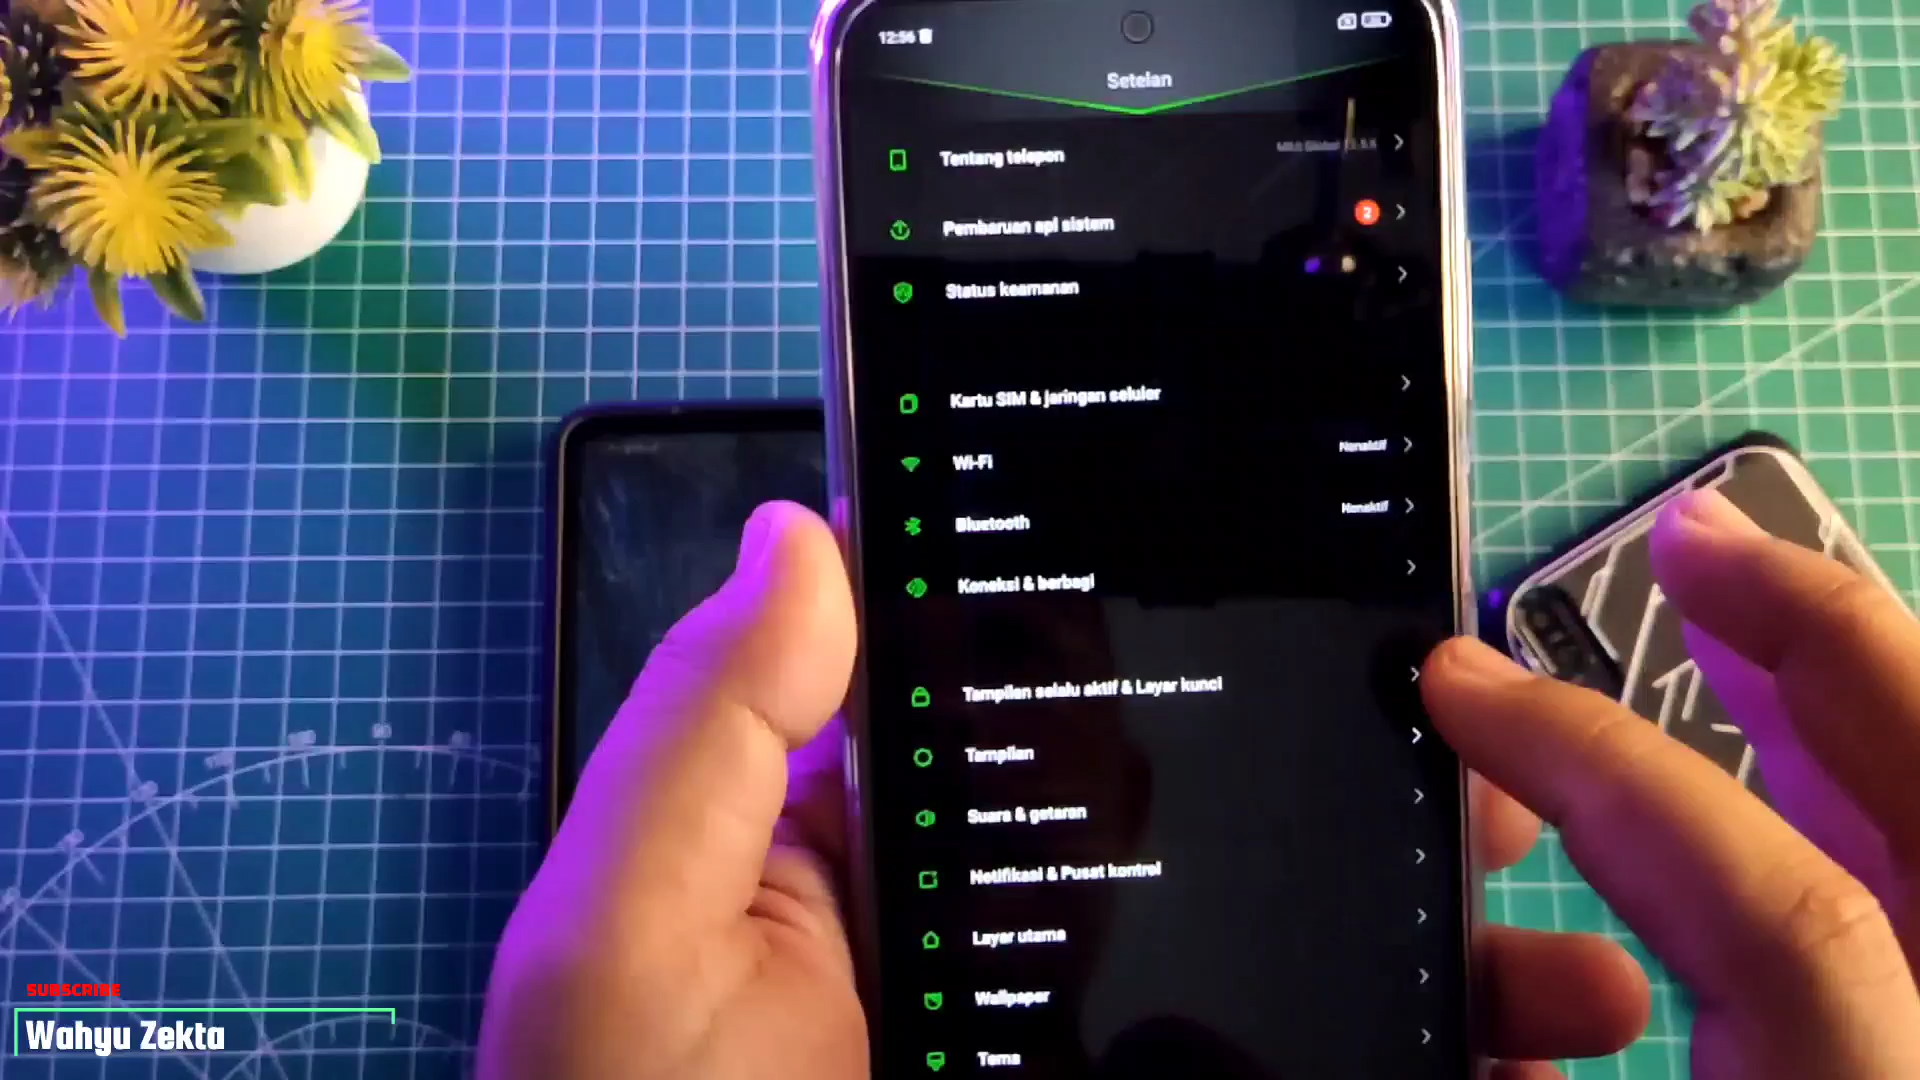 12:56
Setelan
Tentang telepon
MIUI Global
Pembaruan apl sistem
2
Status keamanan
Kartu SIM & jaringan seluler
Wi-Fi
Nonaktif
Bluetooth
Nonaktif
Koneksi & berbagi
Tampilan selalu aktif & Layar kunci
Tampilan
Suara & getaran
Notifikasi & Pusat kontrol
Layar utama
Wallpaper
Tema
SUBSCRIBE
Wahyu Zekta